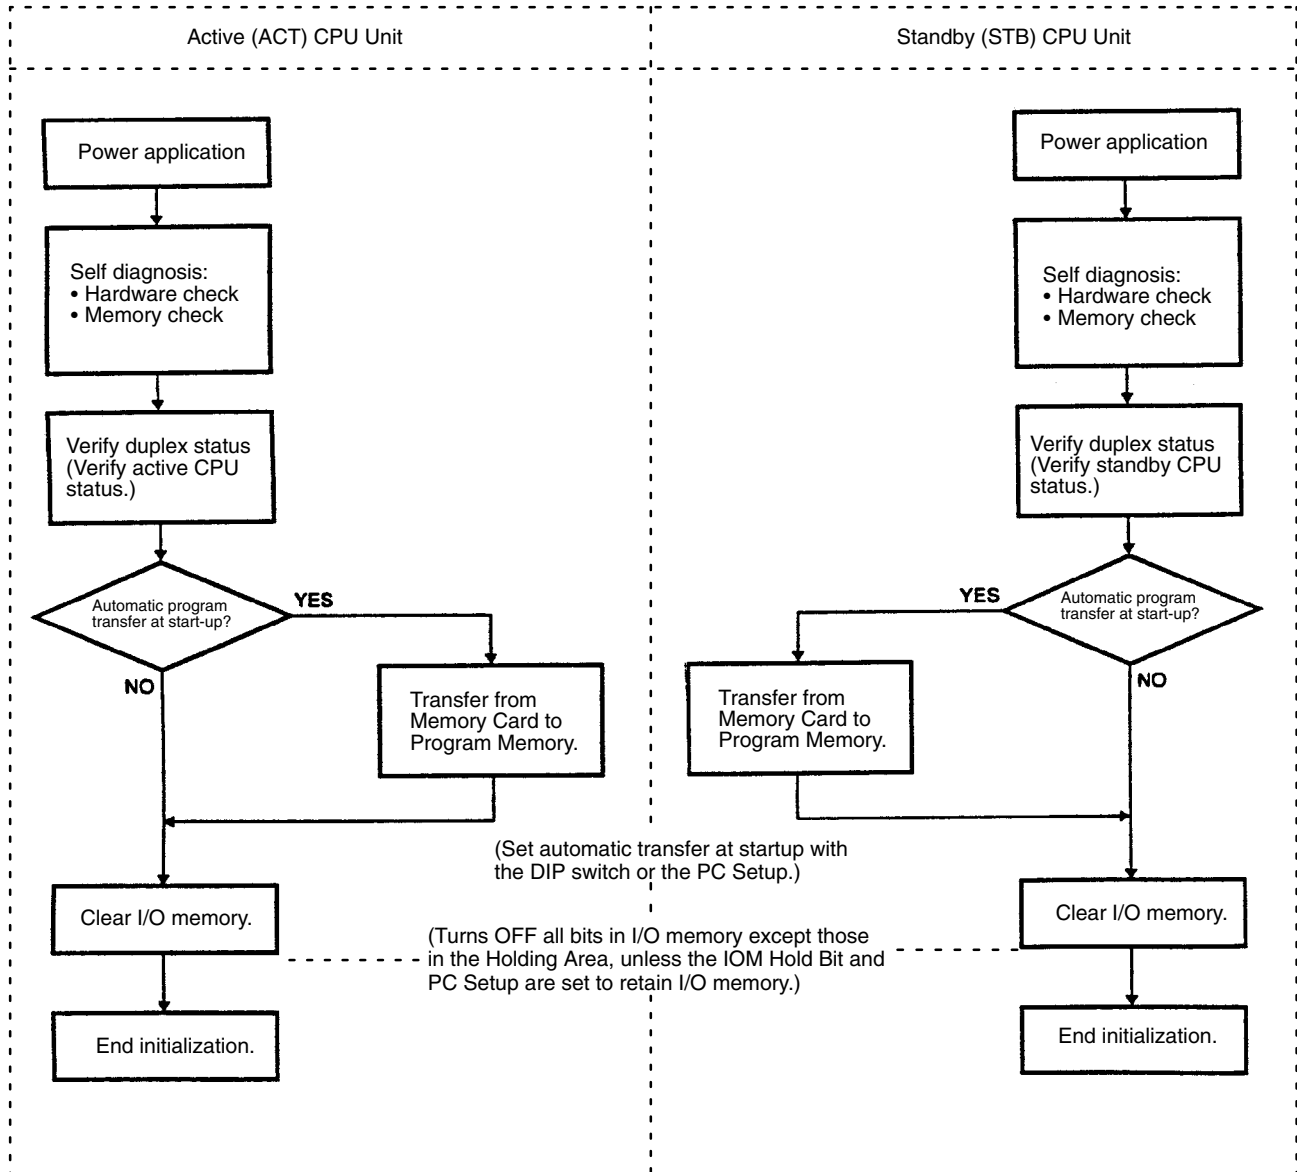 Active (ACT) CPU Unit
Standby (STB) CPU Unit
Power application
Self diagnosis:
• Hardware check
• Memory check
Verify duplex status
(Verify active CPU
status.)
Automatic program
transfer at start-up?
YES
NO
Transfer from
Memory Card to
Program Memory.
Clear I/O memory.
End initialization.
(Set automatic transfer at startup with
the DIP switch or the PC Setup.)
(Turns OFF all bits in I/O memory except those
in the Holding Area, unless the IOM Hold Bit and
PC Setup are set to retain I/O memory.)
Power application
Self diagnosis:
• Hardware check
• Memory check
Verify duplex status
(Verify standby CPU
status.)
Automatic program
transfer at start-up?
YES
NO
Transfer from
Memory Card to
Program Memory.
Clear I/O memory.
End initialization.